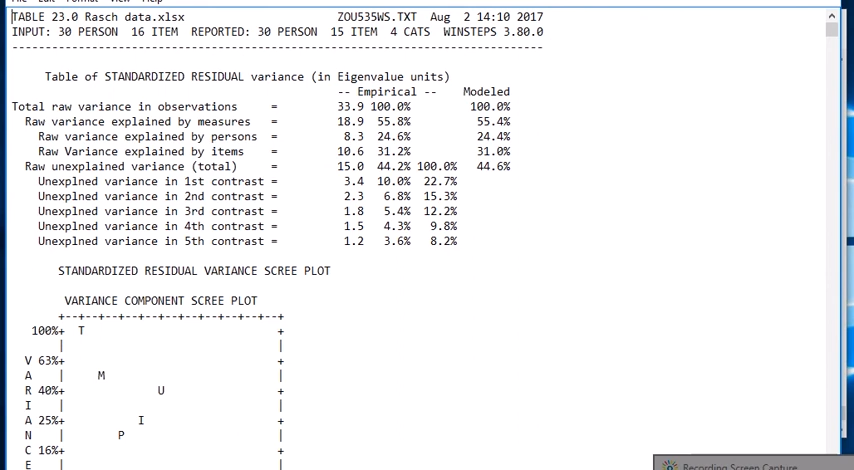 TABLE 23.0 Rasch data.xlsx                    ZOU535WS.TXT  Aug  2 14:10 2017
INPUT: 30 PERSON  16 ITEM  REPORTED: 30 PERSON  15 ITEM  4 CATS  WINSTEPS 3.80.0
--------------------------------------------------------------------------------
Table of STANDARDIZED RESIDUAL variance (in Eigenvalue units)
-- Empirical --    Modeled
Total raw variance in observations     =         33.9 100.0%         100.0%
Raw variance explained by measures   =         18.9  55.8%          55.4%
Raw variance explained by persons  =          8.3  24.6%          24.4%
Raw Variance explained by items    =         10.6  31.2%          31.0%
Raw unexplained variance (total)     =         15.0  44.2% 100.0%   44.6%
Unexplned variance in 1st contrast =          3.4  10.0%  22.7%
Unexplned variance in 2nd contrast =          2.3   6.8%  15.3%
Unexplned variance in 3rd contrast =          1.8   5.4%  12.2%
Unexplned variance in 4th contrast =          1.5   4.3%   9.8%
Unexplned variance in 5th contrast =          1.2   3.6%   8.2%
STANDARDIZED RESIDUAL VARIANCE SCREE PLOT
VARIANCE COMPONENT SCREE PLOT
+--+--+--+--+--+--+--+--+--+--+--+
100%+  T                             +
|                                |
V 63%+                                +
A    |     M                          |
R 40%+              U                 +
I    |                                |
A 25%+           I                    +
N    |        P                       |
C 16%+                                +
E    |                                |
Recording Screen Capture